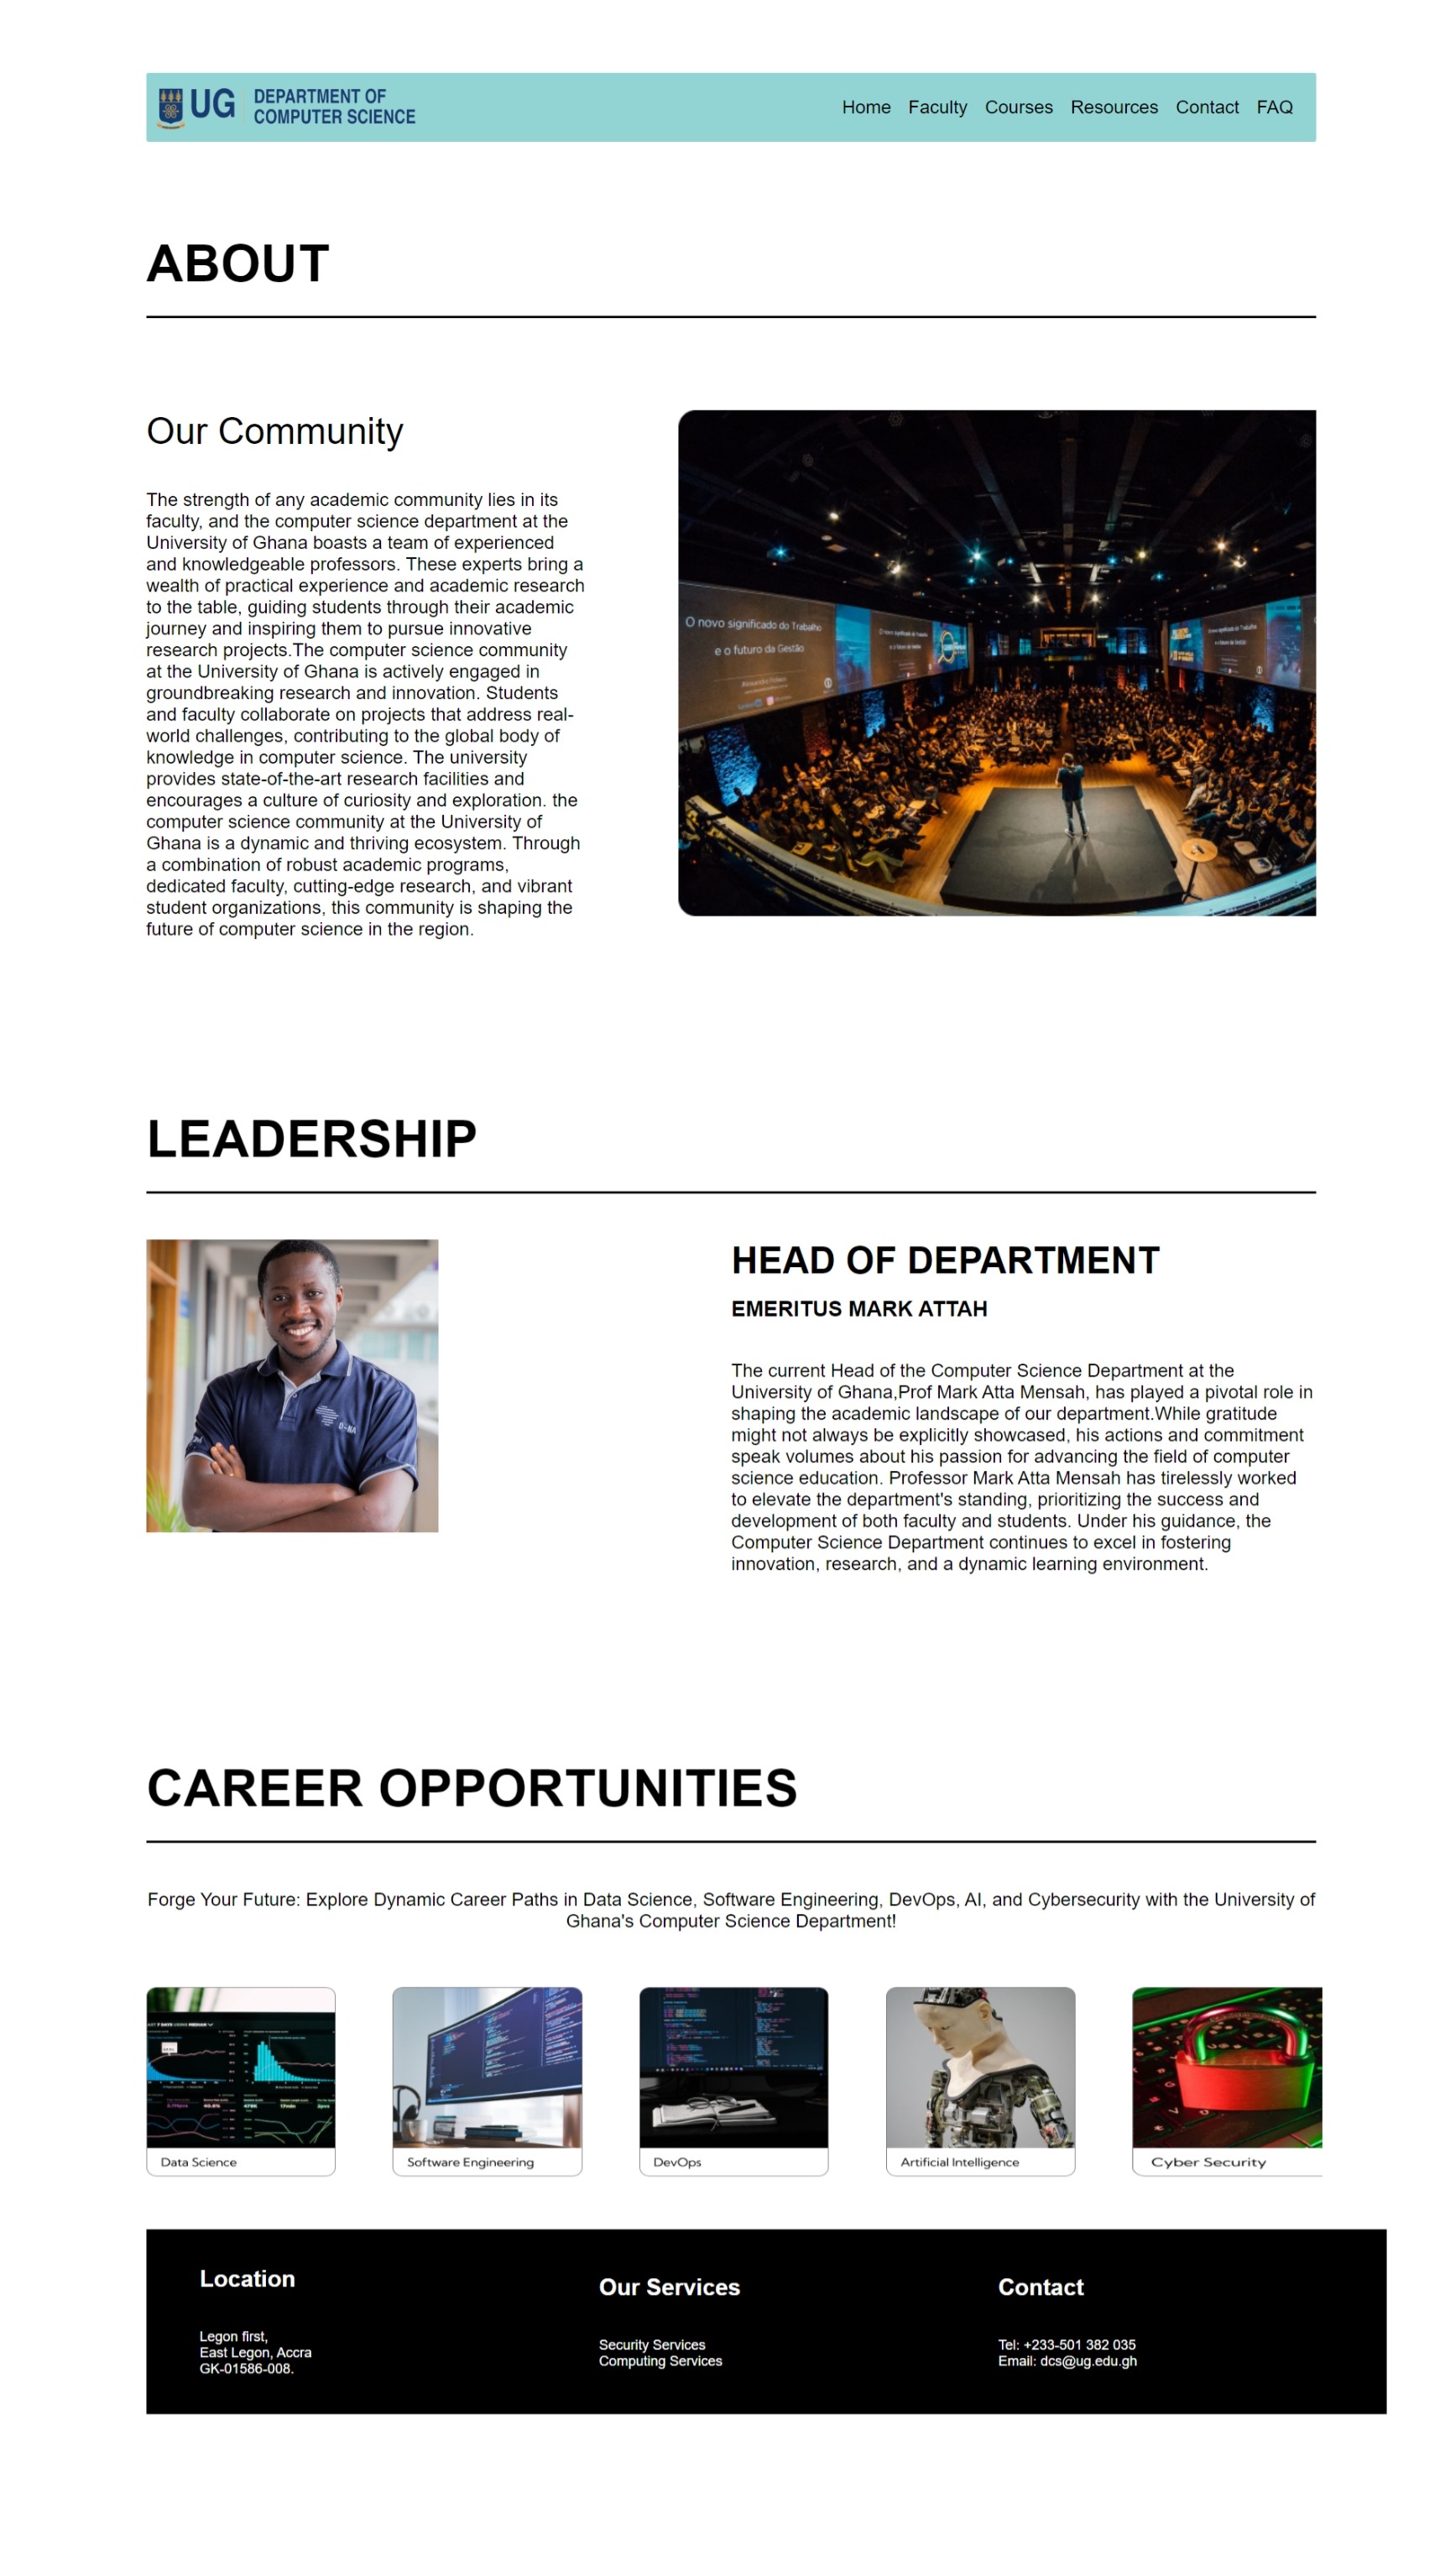 UG
DEPARTMENT OF
COMPUTER SCIENCE
Home Faculty Courses Resources Contact FAQ
ABOUT
Our Community
The strength of any academic community lies in its
faculty, and the computer science department at the
University of Ghana boasts a team of experienced
and knowledgeable professors. These experts bring a
wealth of practical experience and academic research
to the table, guiding students through their academic
journey and inspiring them to pursue innovative
research projects.The computer science community
at the University of Ghana is actively engaged in
groundbreaking research and innovation. Students
and faculty collaborate on projects that address real-
world challenges, contributing to the global body of
knowledge in computer science. The university
provides state-of-the-art research facilities and
encourages a culture of curiosity and exploration. the
computer science community at the University of
Ghana is a dynamic and thriving ecosystem. Through
a combination of robust academic programs,
dedicated faculty, cutting-edge research, and vibrant
student organizations, this community is shaping the
future of computer science in the region.
O novo significado do Trabalho
e o futuro da Gestão
LEADERSHIP
HEAD OF DEPARTMENT
EMERITUS MARK ATTAH
The current Head of the Computer Science Department at the
University of Ghana,Prof Mark Atta Mensah, has played a pivotal role in
shaping the academic landscape of our department.While gratitude
might not always be explicitly showcased, his actions and commitment
speak volumes about his passion for advancing the field of computer
science education. Professor Mark Atta Mensah has tirelessly worked
to elevate the department's standing, prioritizing the success and
development of both faculty and students. Under his guidance, the
Computer Science Department continues to excel in fostering
innovation, research, and a dynamic learning environment.
CAREER OPPORTUNITIES
Forge Your Future: Explore Dynamic Career Paths in Data Science, Software Engineering, DevOps, AI, and Cybersecurity with the University of
Ghana's Computer Science Department!
Data Science
Software Engineering
DevOps
Artificial Intelligence
Cyber Security
Location
Legon first,
East Legon, Accra
GK-01586-008.
Our Services
Security Services
Computing Services
Contact
Tel: +233-501 382 035
Email: dcs@ug.edu.gh